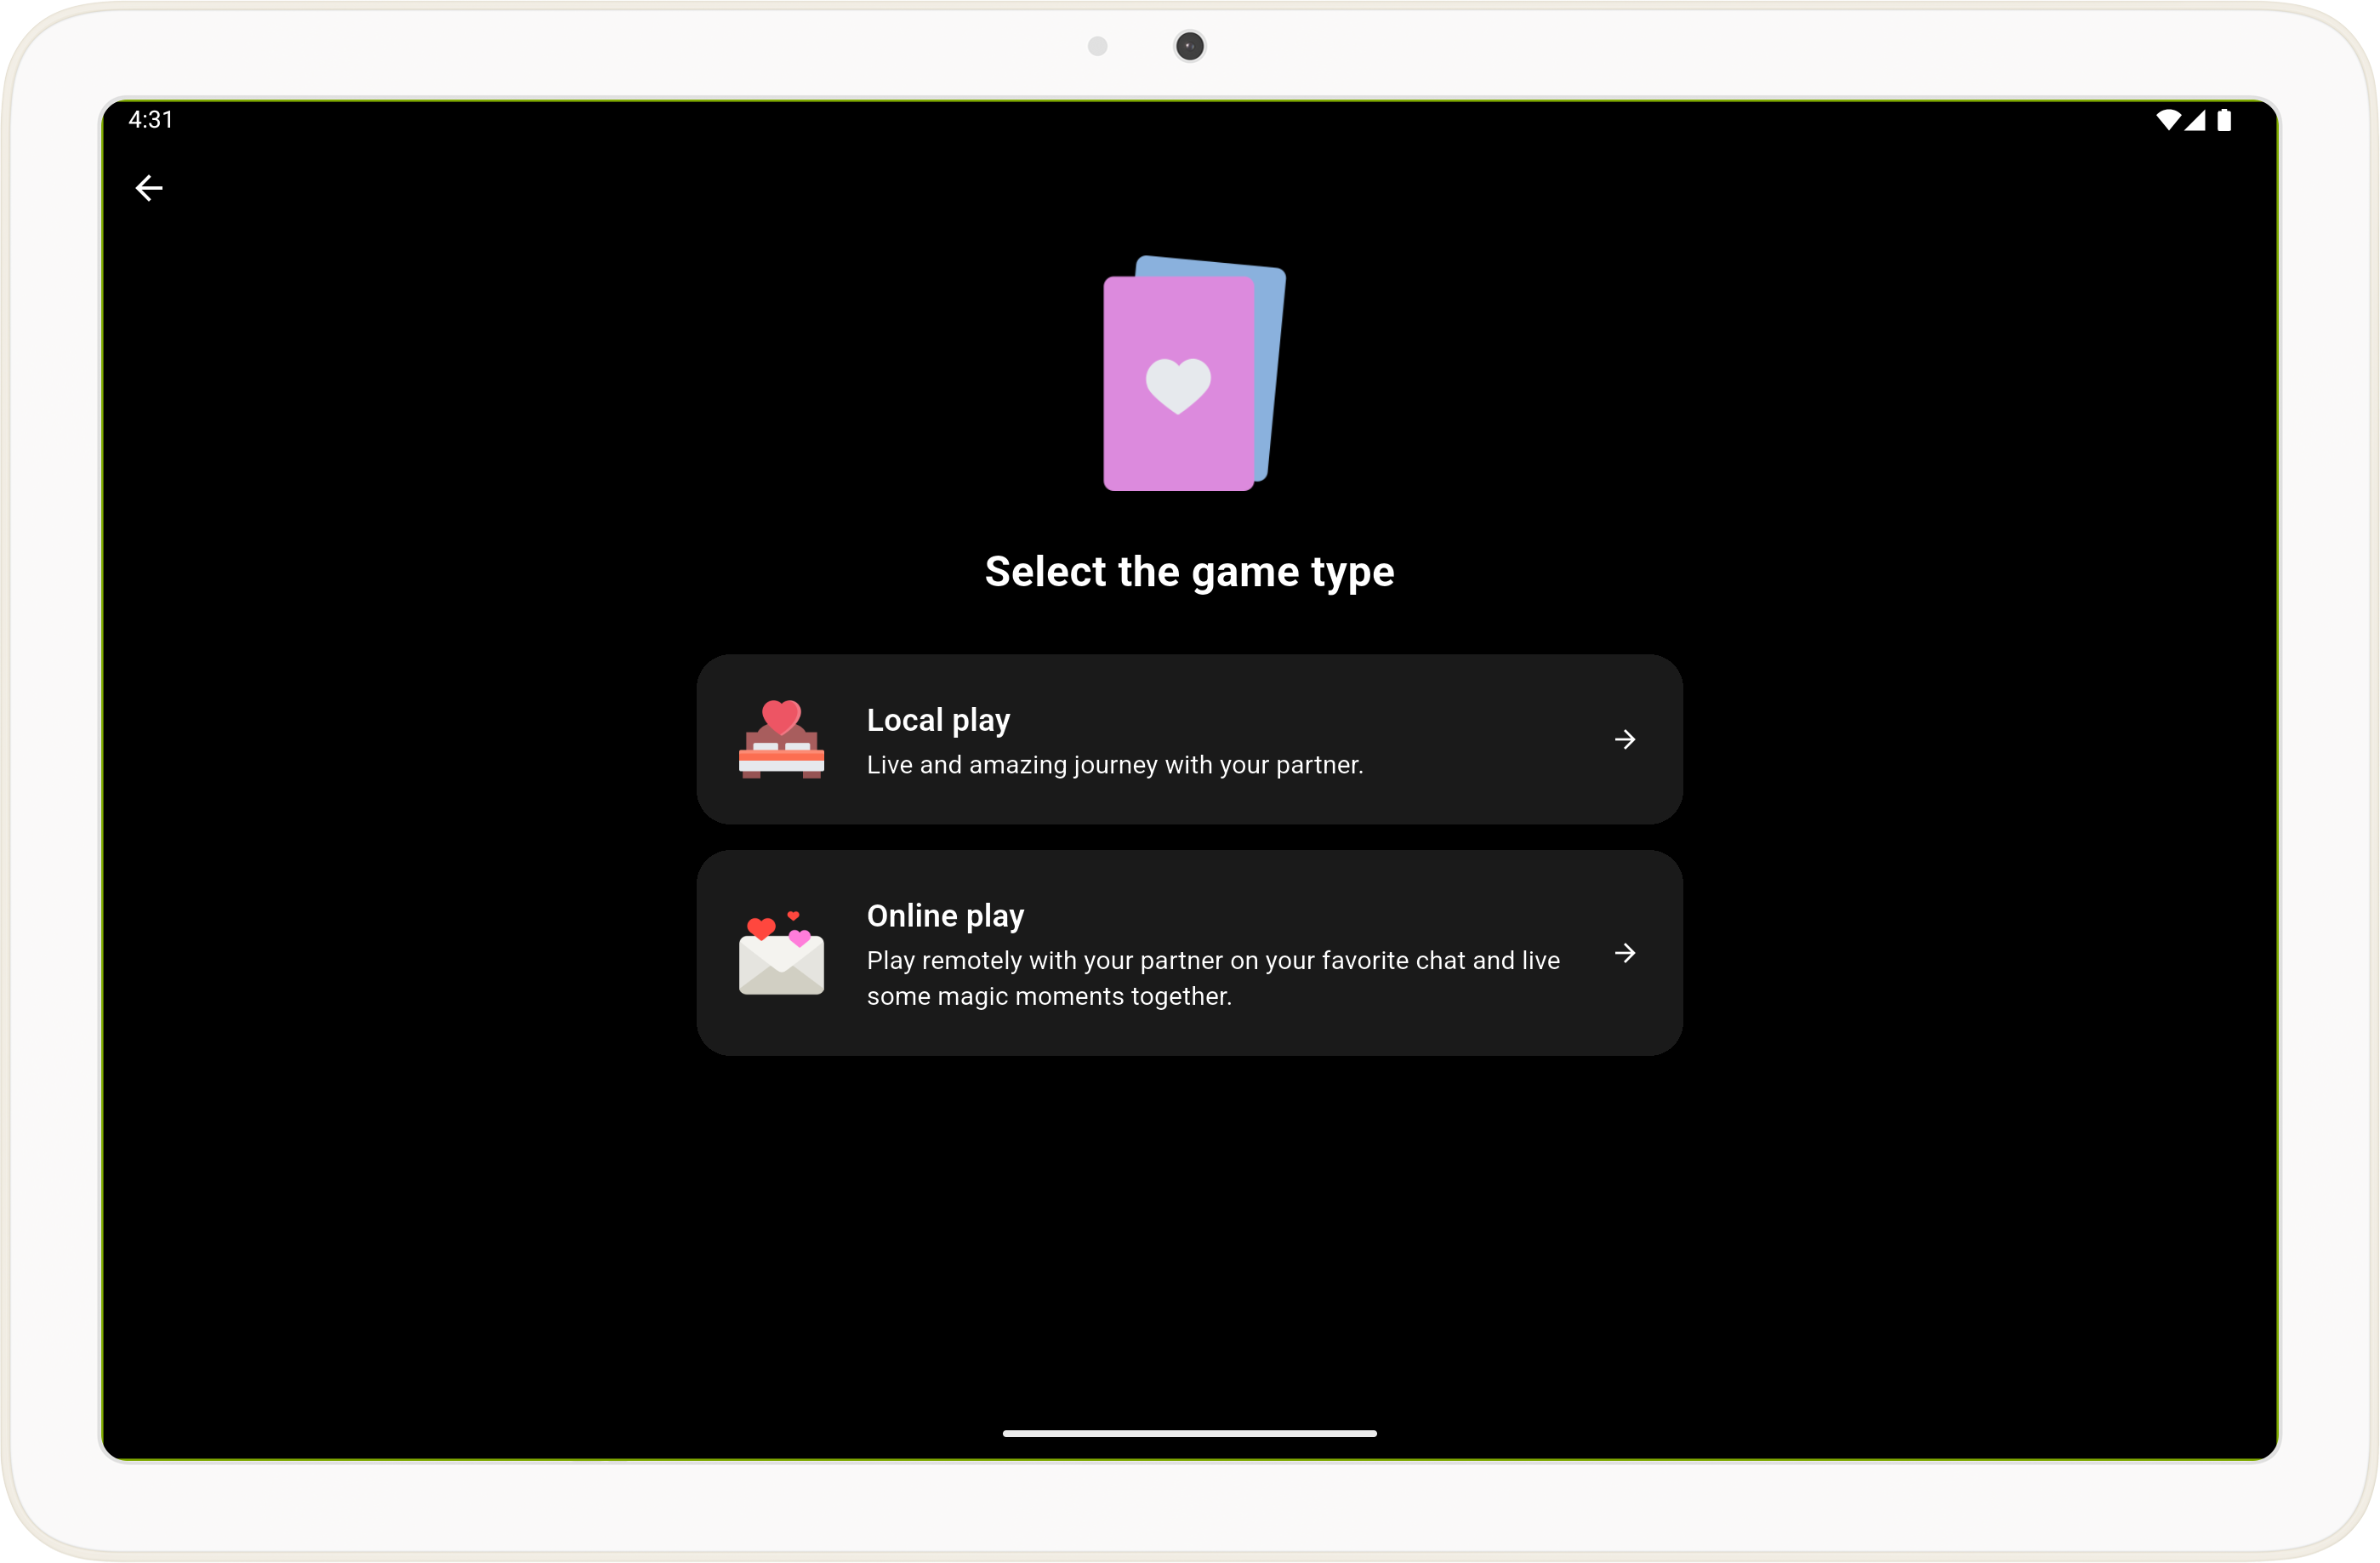 4:31
Select the game type
Local play
Live and amazing journey with your partner.
Online play
Play remotely with your partner on your favorite chat and live
some magic moments together.